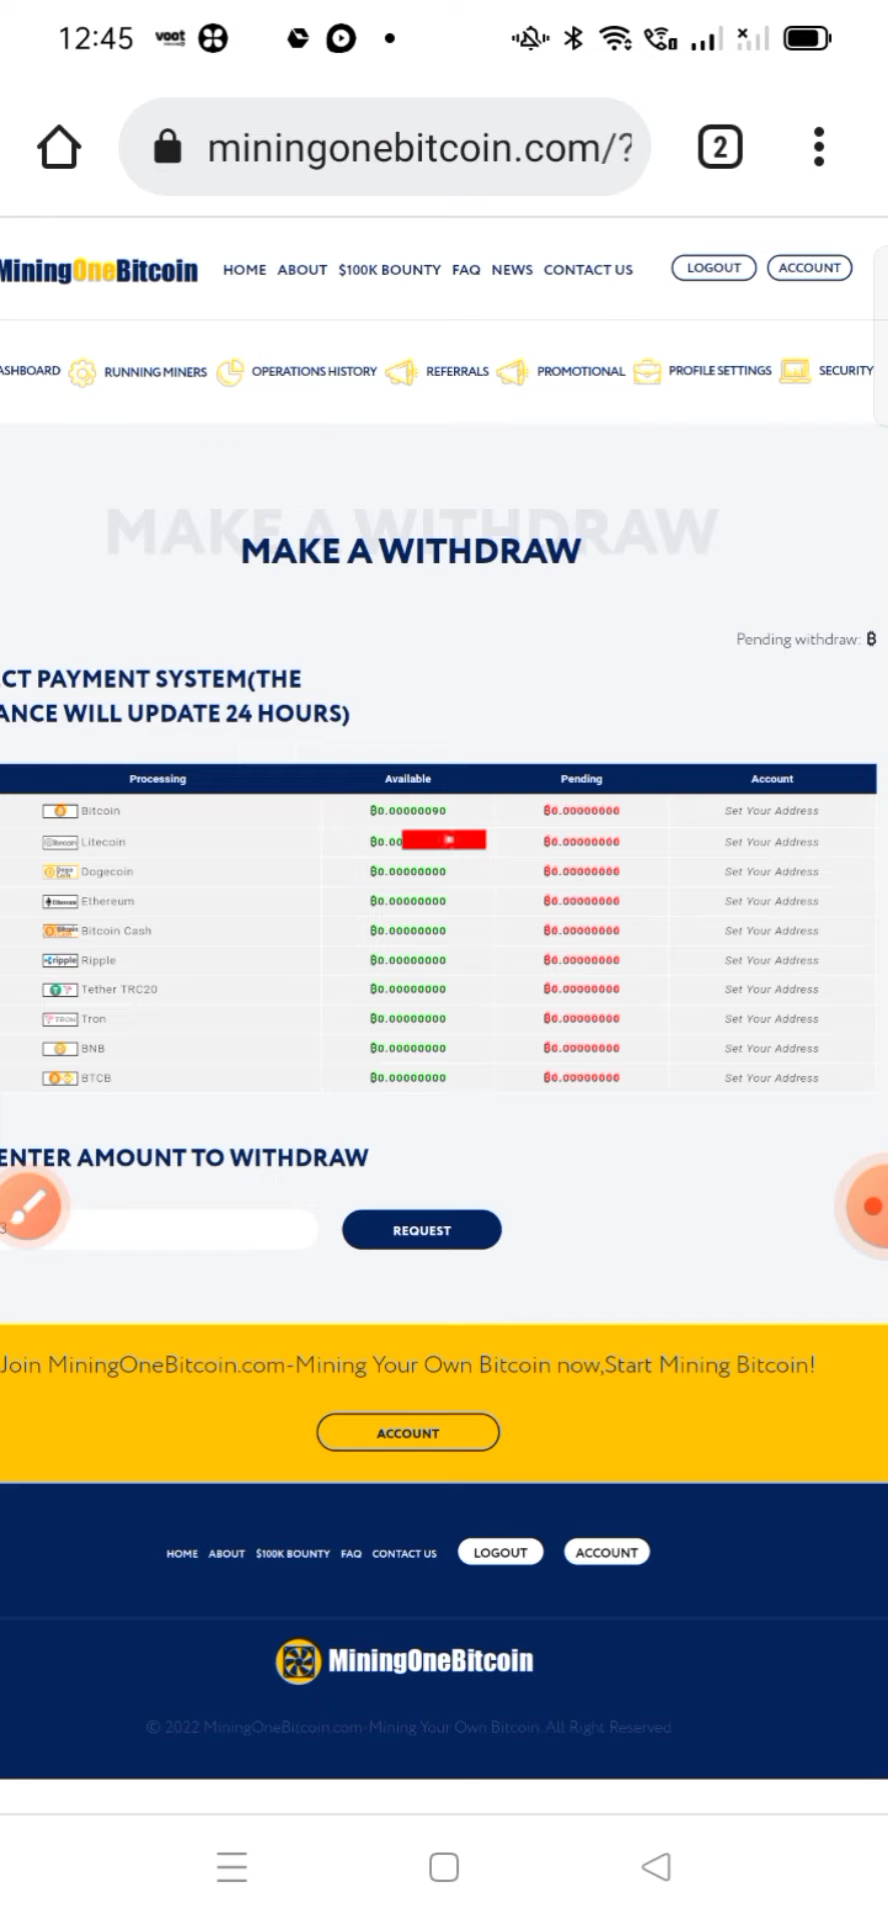 12:45 voot
miningonebitcoin.com/?
2
MiningOneBitcoin HOME ABOUT $100K BOUNTY FAQ NEWS CONTACT US LOGOUT ACCOUNT
ASHBOARD RUNNING MINERS OPERATIONS HISTORY REFERRALS PROMOTIONAL PROFILE SETTINGS SECURITY
MAKE A WITHDRAW
MAKE A WITHDRAW
Pending withdraw: ฿
CT PAYMENT SYSTEM(THE
ANCE WILL UPDATE 24 HOURS)
Processing Available Pending Account
Bitcoin ฿0.00000090 ฿0.00000000 Set Your Address
Litecoin ฿0.00 ฿0.00000000 Set Your Address
Dogecoin ฿0.00000000 ฿0.00000000 Set Your Address
Ethereum ฿0.00000000 ฿0.00000000 Set Your Address
Bitcoin Cash ฿0.00000000 ฿0.00000000 Set Your Address
ripple Ripple ฿0.00000000 ฿0.00000000 Set Your Address
Tether TRC20 ฿0.00000000 ฿0.00000000 Set Your Address
TRON Tron ฿0.00000000 ฿0.00000000 Set Your Address
BNB ฿0.00000000 ฿0.00000000 Set Your Address
BTCB ฿0.00000000 ฿0.00000000 Set Your Address
ENTER AMOUNT TO WITHDRAW
3 REQUEST
Join MiningOneBitcoin.com-Mining Your Own Bitcoin now,Start Mining Bitcoin!
ACCOUNT
HOME ABOUT $100K BOUNTY FAQ CONTACT US LOGOUT ACCOUNT
MiningOneBitcoin
© 2022 MiningOneBitcoin.com-Mining Your Own Bitcoin. All Right Reserved